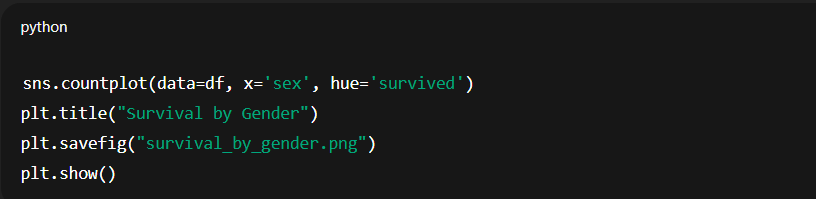 python
sns.countplot(data=df, x='sex', hue='survived')
plt.title("Survival by Gender")
plt.savefig("survival_by_gender.png")
plt.show()